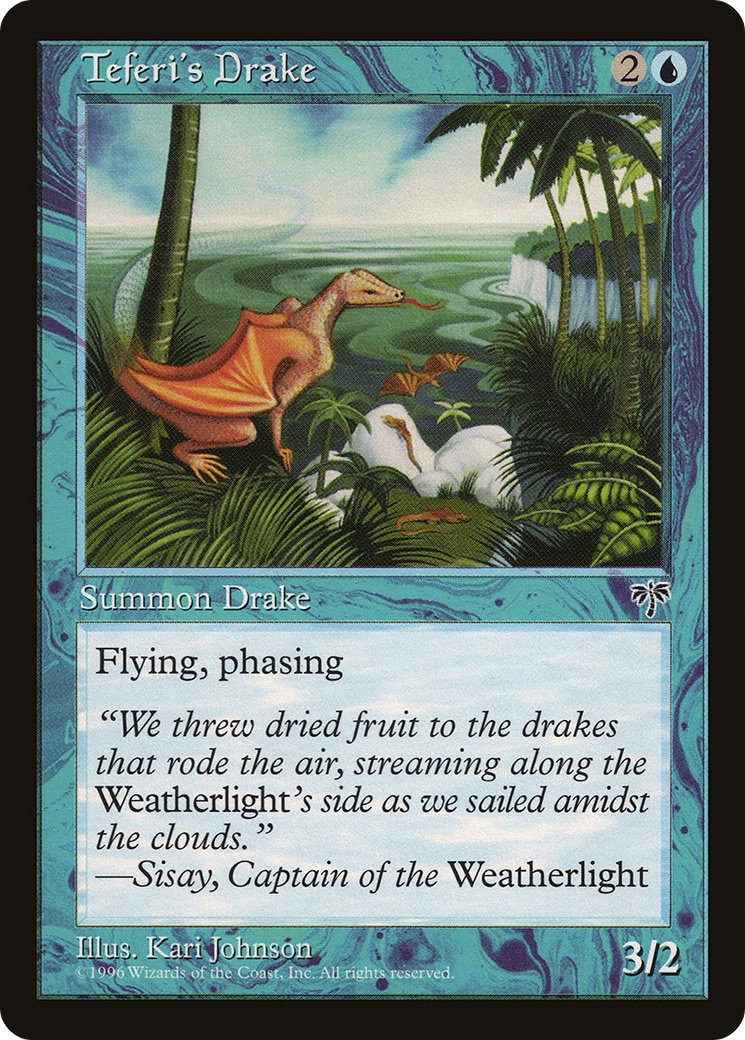 Teferi's Drake 2
Summon Drake
Flying, phasing
“We threw dried fruit to the drakes
that rode the air, streaming along the
Weatherlight’s side as we sailed amidst
the clouds.”
—Sisay, Captain of the Weatherlight
Illus. Kari Johnson
©1996 Wizards of the Coast, Inc. All rights reserved.
3/2